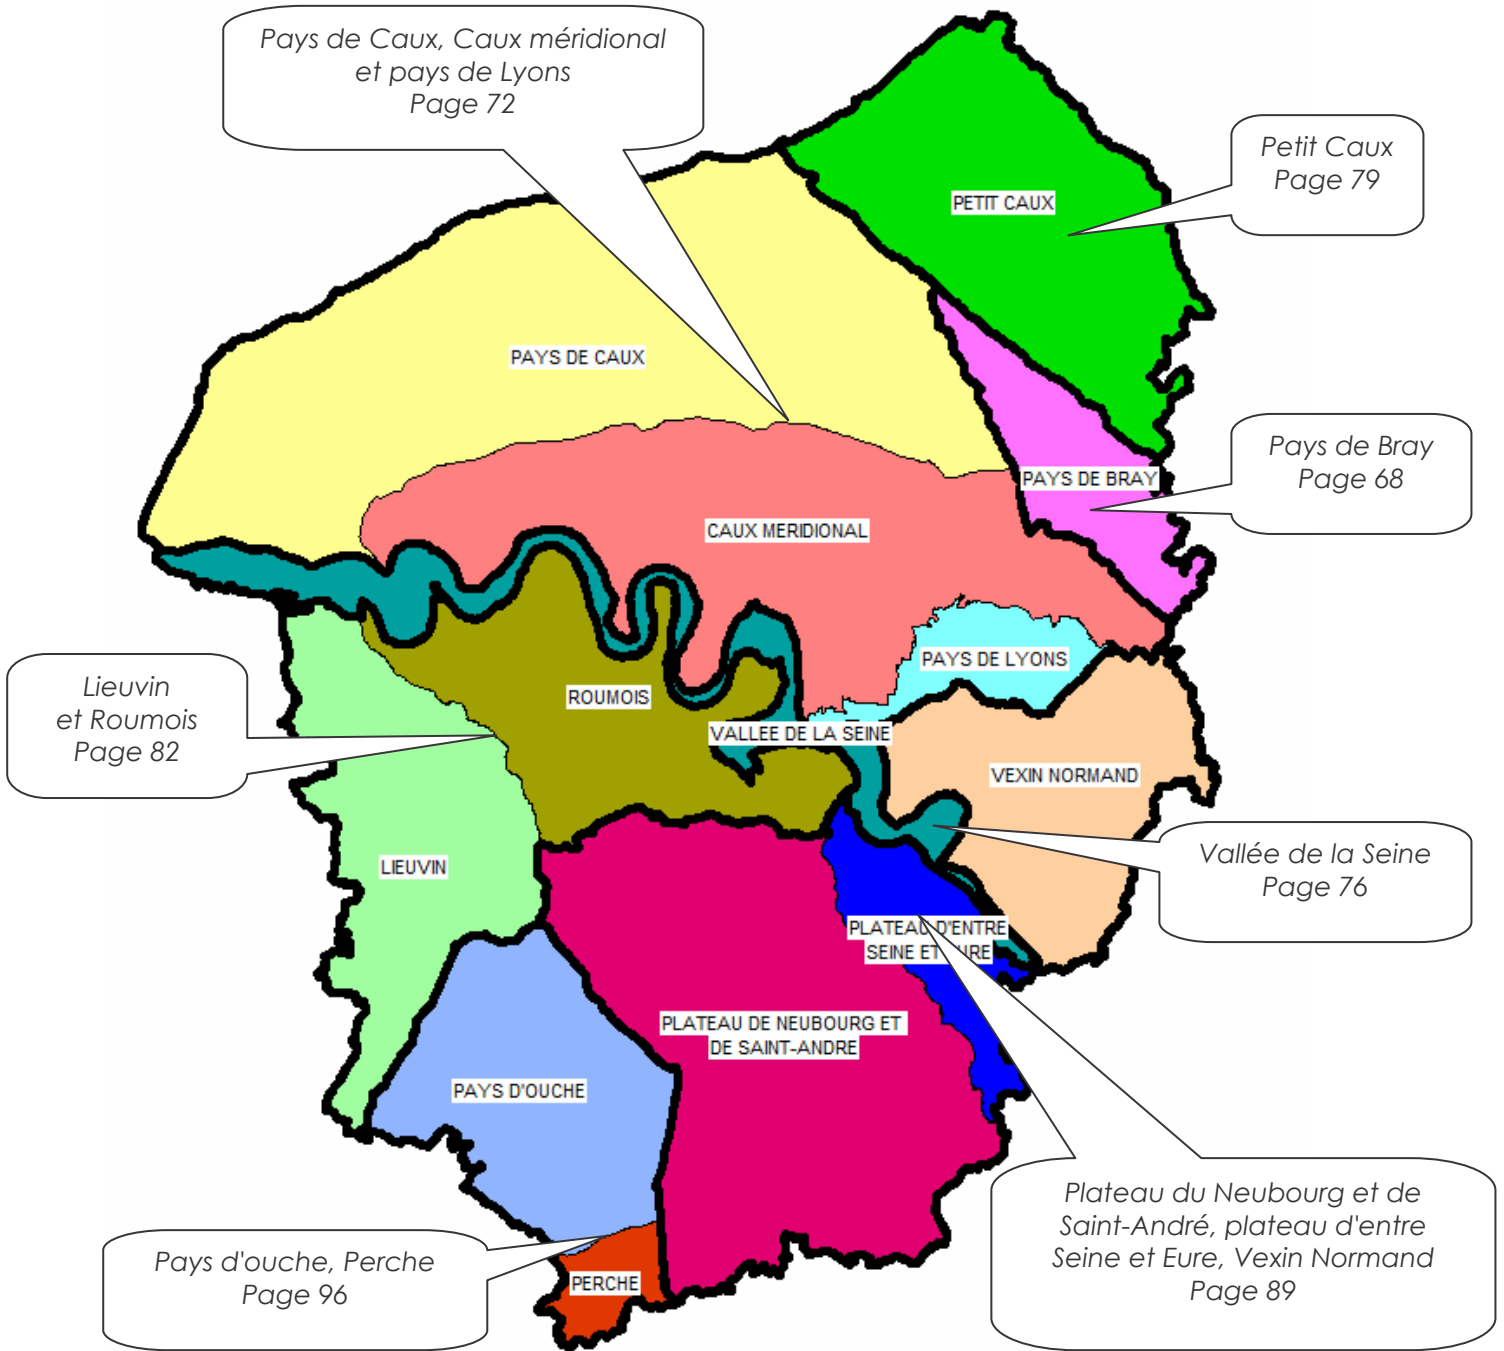 Pays de Caux, Caux méridional
et pays de Lyons
Page 72
Petit Caux
Page 79
PETIT CAUX
PAYS DE CAUX
Pays de Bray
Page 68
PAYS DE BRAY
CAUX MERIDIONAL
PAYS DE LYONS
Lieuvin
et Roumois
Page 82
ROUMOIS
VALLEE DE LA SEINE
VEXIN NORMAND
Vallée de la Seine
Page 76
LIEUVIN
PLATEAU D'ENTRE
SEINE ET EURE
PLATEAU DE NEUBOURG ET
DE SAINT-ANDRE
PAYS D'OUCHE
Plateau du Neubourg et de
Saint-André, plateau d'entre
Seine et Eure, Vexin Normand
Page 89
Pays d'ouche, Perche
Page 96
PERCHE